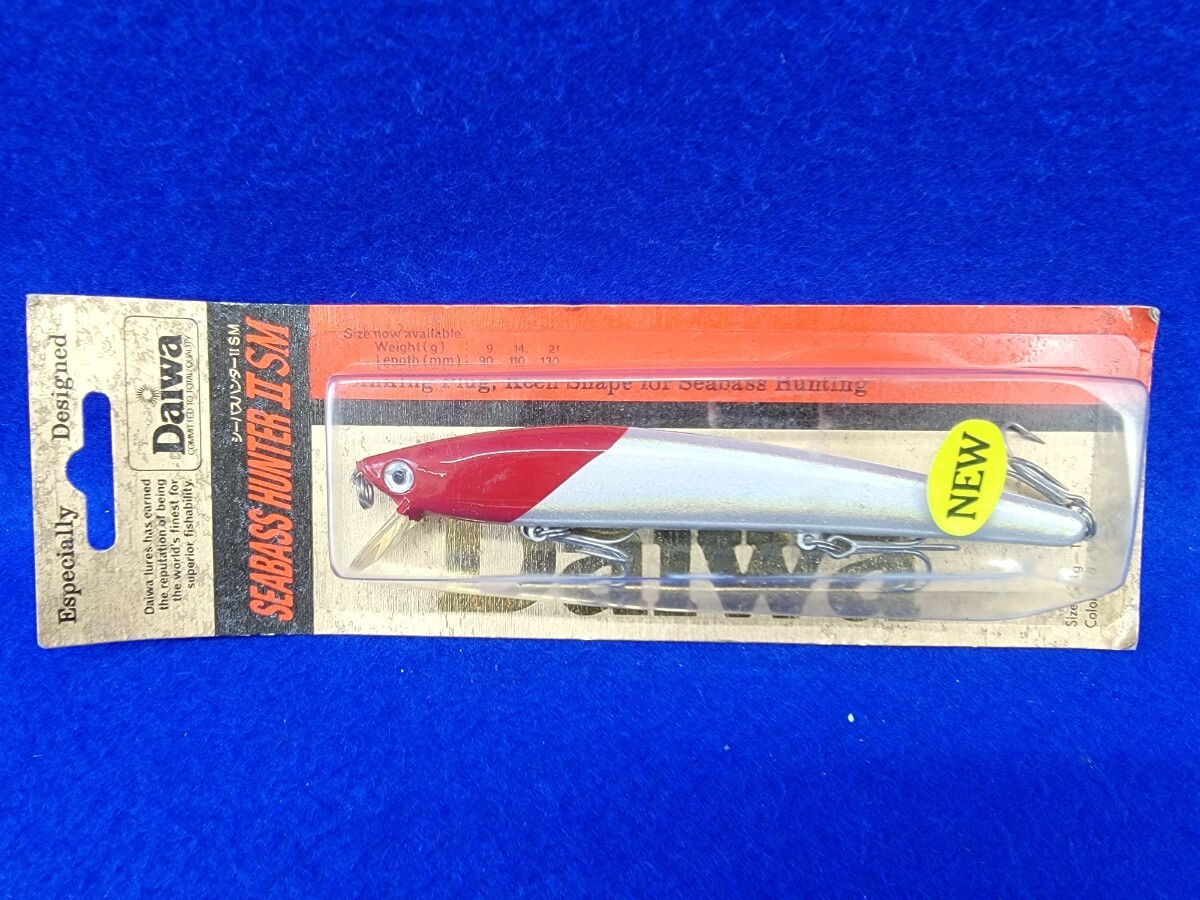 Especially Designed
Daiwa
COMMITTED TO TOTAL QUALITY
Daiwa lures has earned
the reputation of being
the world's finest for
superior fishability.
シーバスハンターII SM
SEABASS HUNTER II SM
Size now available
Weight(g) : 9, 14, 21
Length(mm) : 90 110 130
Plug, Keen Shape for Seabass Hunting
NEW
Daiwa
Size
Colo